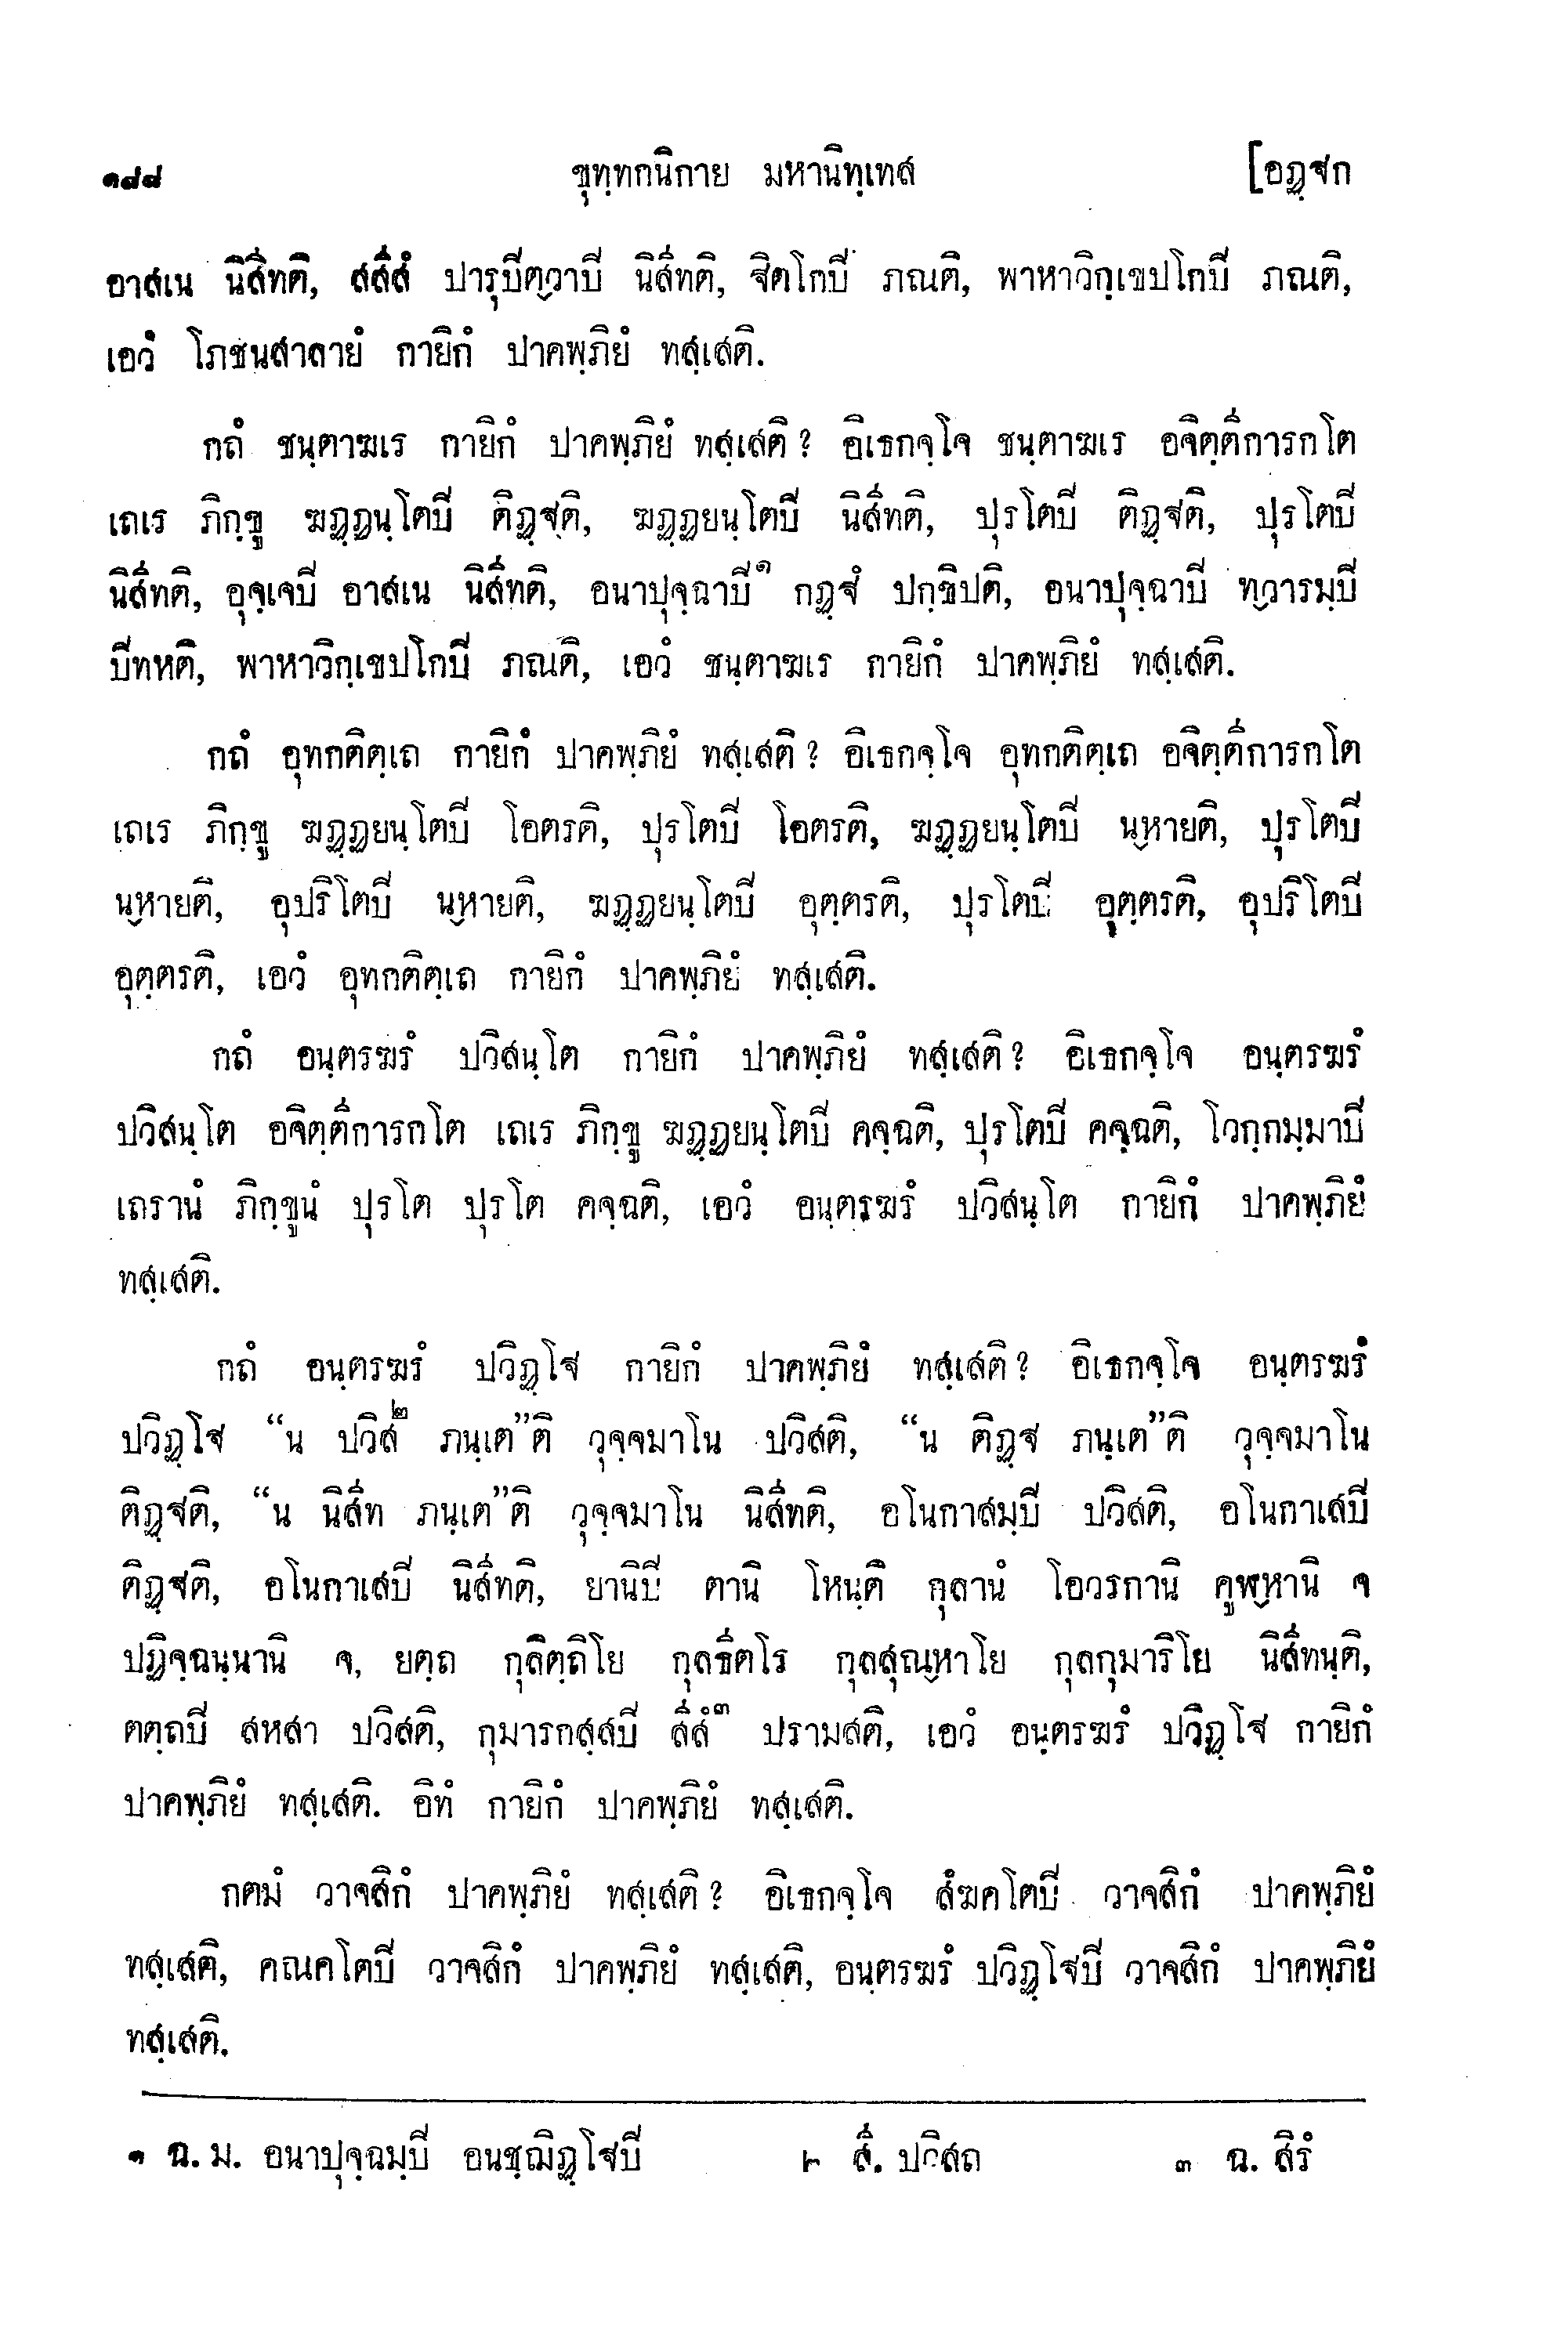 ๑๘๘ ขุทฺทกนิกาย มหานิทฺเทส [อฏฺฐก
อาสเน นิสีทติ, สสีสํ ปารุปิตฺวาปิ นิสีทติ, ฐิตโกปิ ภณติ, พาหาวิกฺเขปโกปิ ภณติ,
เอวํ โภชนสาลายํ กายิกํ ปาคพฺภิยํ ทสฺเสติ.
กถํ ชนฺตาฆเร กายิกํ ปาคพฺภิยํ ทสฺเสติ? อิเธกจฺโจ ชนฺตาฆเร อจิตฺตีการกโต
เถเร ภิกฺขู ฆฏฺฏนฺโตปิ ติฏฺฐติ, ฆฏฺฏยนฺโตปิ นิสีทติ, ปุรโตปิ ติฏฺฐติ, ปุรโตปิ
นิสีทติ, อุจฺเจปิ อาสเน นิสีทติ, อนาปุจฺฉาปิ๑ กฏฺฐํ ปกฺขิปติ, อนาปุจฺฉาปิ ทฺวารมฺปิ
ปิทหติ, พาหาวิกฺเขปโกปิ ภณติ, เอวํ ชนฺตาฆเร กายิกํ ปาคพฺภิยํ ทสฺเสติ.
กถํ อุทกติตฺเถ กายิกํ ปาคพฺภิยํ ทสฺเสติ? อิเธกจฺโจ อุทกติตฺเถ อจิตฺตีการกโต
เถเร ภิกฺขู ฆฏฺฏยนฺโตปิ โอตรติ, ปุรโตปิ โอตรติ, ฆฏฺฏยนฺโตปิ นฺหายติ, ปุรโตปิ
นฺหายติ, อุปริโตปิ นฺหายติ, ฆฏฺฏยนฺโตปิ อุตฺตรติ, ปุรโตปิ อุตฺตรติ, อุปริโตปิ
อุตฺตรติ, เอวํ อุทกติตฺเถ กายิกํ ปาคพฺภิยํ ทสฺเสติ.
กถํ อนฺตรฆรํ ปวิสนฺโต กายิกํ ปาคพฺภิยํ ทสฺเสติ? อิเธกจฺโจ อนฺตรฆรํ
ปวิสนฺโต อจิตฺตีการกโต เถเร ภิกฺขู ฆฏฺฏยนฺโตปิ คจฺฉติ, ปุรโตปิ คจฺฉติ, โวกฺกมฺมาปิ
เถรานํ ภิกฺขูนํ ปุรโต ปุรโต คจฺฉติ, เอวํ อนฺตรฆรํ ปวิสนฺโต กายิกํ ปาคพฺภิยํ
ทสฺเสติ.
กถํ อนฺตรฆรํ ปวิฏฺโฐ กายิกํ ปาคพฺภิยํ ทสฺเสติ? อิเธกจฺโจ อนฺตรฆรํ
ปวิฏฺโฐ “น ปวิส๒ ภนฺเต”ติ วุจฺจมาโน ปวิสติ, “น ติฏฺฐ ภนฺเต”ติ วุจฺจมาโน
ติฏฺฐติ, “น นิสีท ภนฺเต”ติ วุจฺจมาโน นิสีทติ, อโนกาสมฺปิ ปวิสติ, อโนกาเสปิ
ติฏฺฐติ, อโนกาเสปิ นิสีทติ, ยานิปิ ตานิ โหนฺติ กุลานํ โอวรกานิ คูฬฺหานิ จ
ปฏิจฺฉนฺนานิ จ, ยตฺถ กุลิตฺถิโย กุลธีตโร กุลสุณฺหาโย กุลกุมาริโย นิสีทนฺติ,
ตตฺถปิ สหสา ปวิสติ, กุมารกสฺสปิ สีสํ๓ ปรามสติ, เอวํ อนฺตรฆรํ ปวิฏฺโฐ กายิกํ
ปาคพฺภิยํ ทสฺเสติ. อิทํ กายิกํ ปาคพฺภิยํ ทสฺเสติ.
กตมํ วาจสิกํ ปาคพฺภิยํ ทสฺเสติ? อิเธกจฺโจ สํฆคโตปิ วาจสิกํ ปาคพฺภิยํ
ทสฺเสติ, คณคโตปิ วาจสิกํ ปาคพฺภิยํ ทสฺเสติ, อนฺตรฆรํ ปวิฏฺโฐปิ วาจสิกํ ปาคพฺภิยํ
ทสฺเสติ.
๑ ฉ. ม. อนาปุจฺฉมฺปิ อนชฺฌิฏฺโฐปิ ๒ สี. ปวิสถ ๓ ฉ. สิรํ